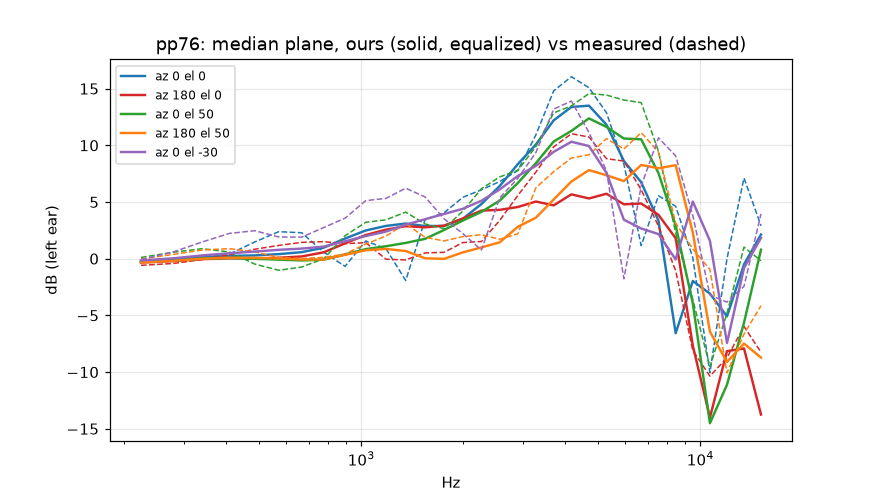 pp76: median plane, ours (solid, equalized) vs measured (dashed)
az 0 el 0
az 180 el 0
az 0 el 50
az 180 el 50
az 0 el -30
15
10
5
0
−5
−10
−15
dB (left ear)
10³
10⁴
Hz